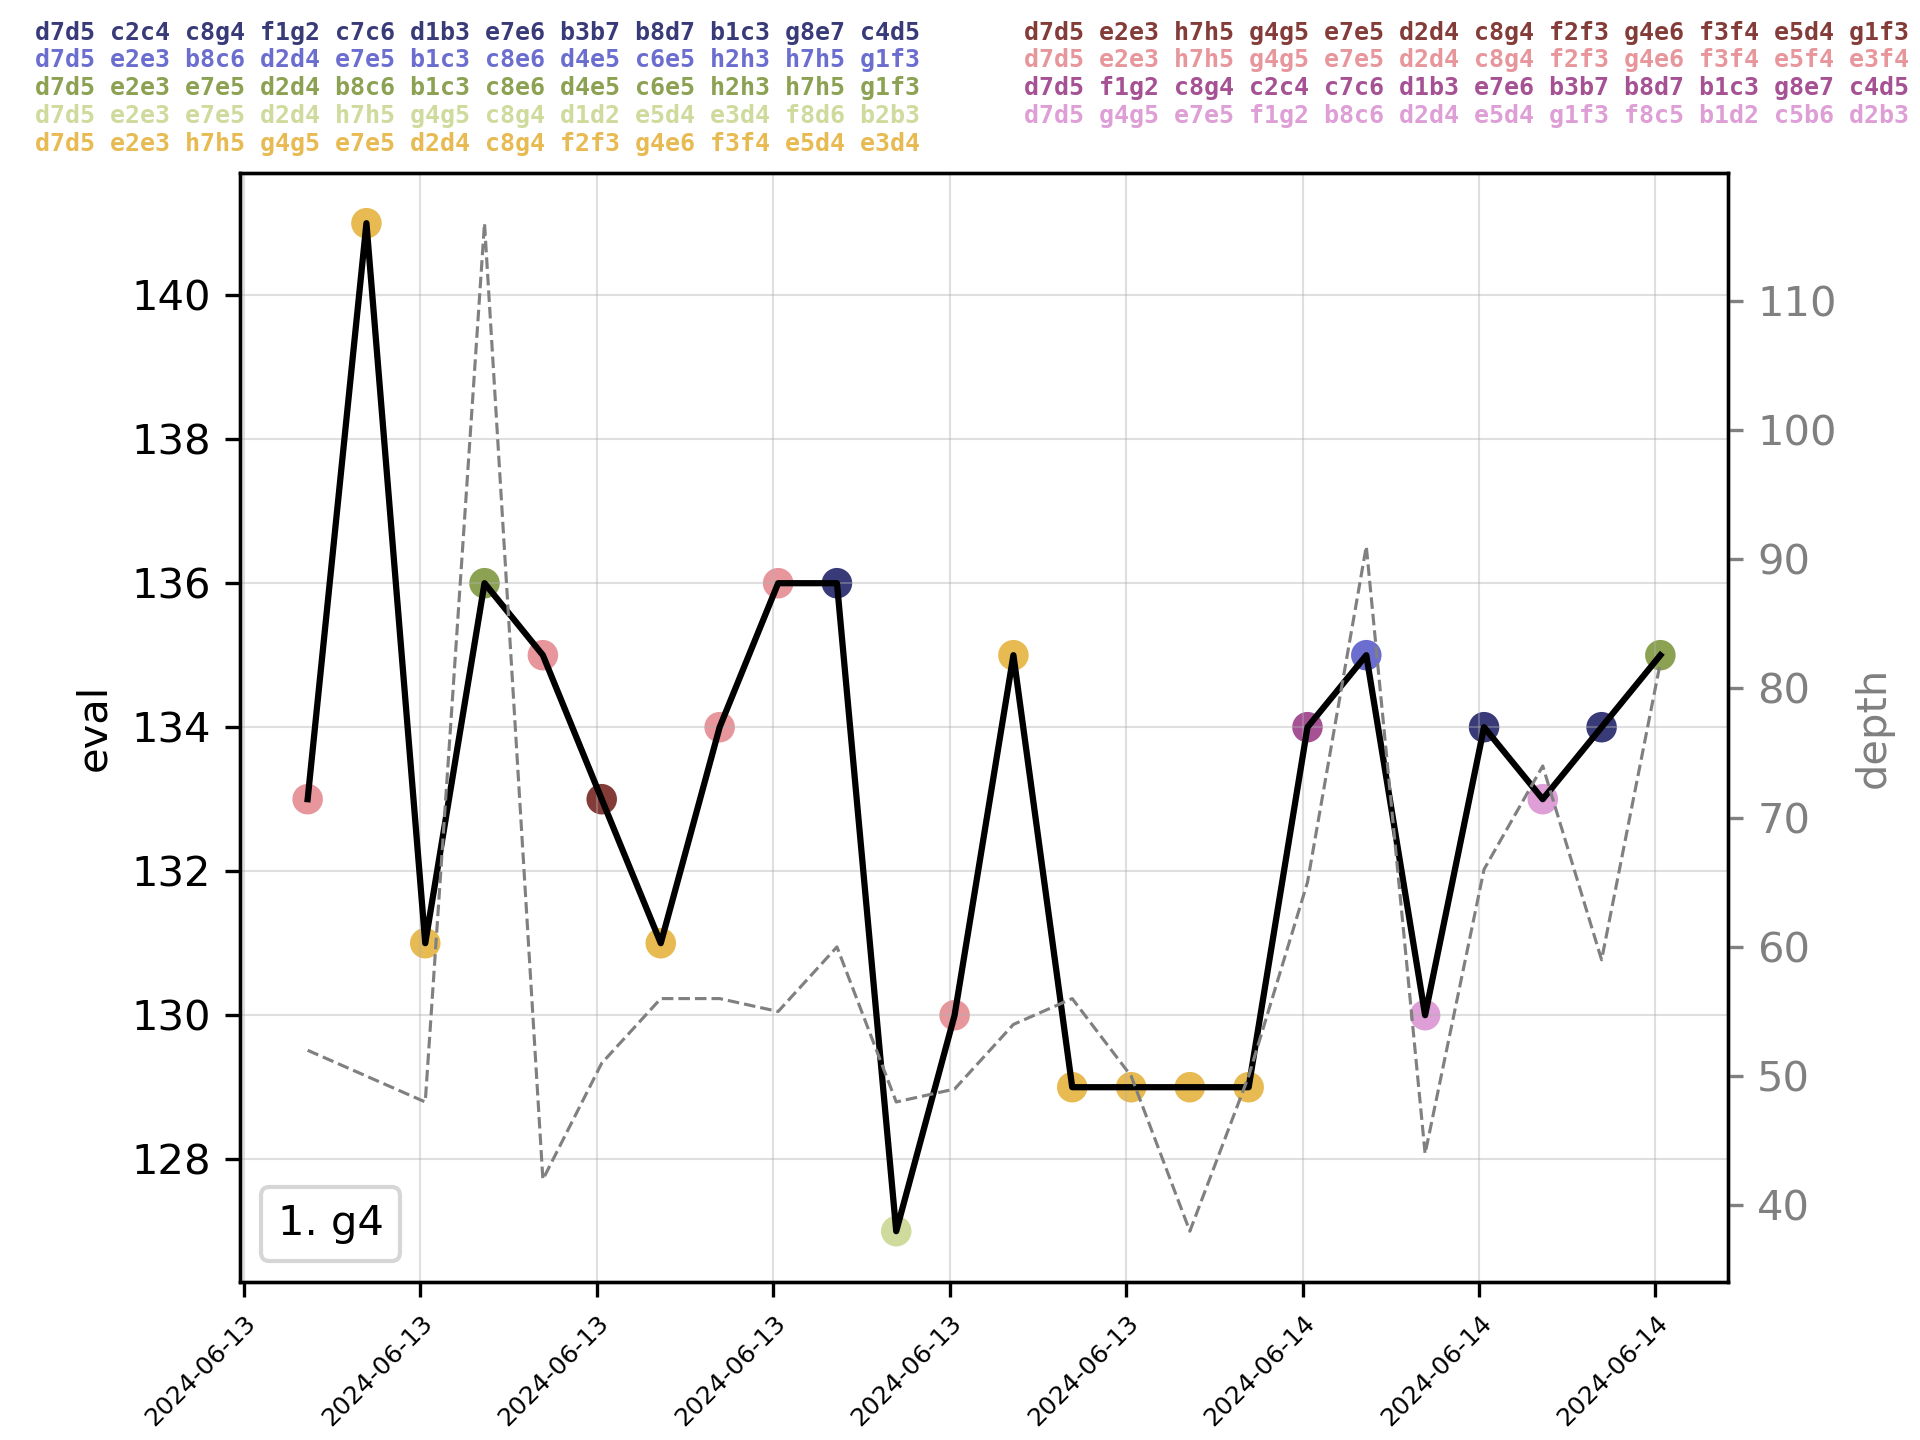 d7d5 c2c4 c8g4 f1g2 c7c6 d1b3 e7e6 b3b7 b8d7 b1c3 g8e7 c4d5
d7d5 e2e3 b8c6 d2d4 e7e5 b1c3 c8e6 d4e5 c6e5 h2h3 h7h5 g1f3
d7d5 e2e3 e7e5 d2d4 b8c6 b1c3 c8e6 d4e5 c6e5 h2h3 h7h5 g1f3
d7d5 e2e3 e7e5 d2d4 h7h5 g4g5 c8g4 d1d2 e5d4 e3d4 f8d6 b2b3
d7d5 e2e3 h7h5 g4g5 e7e5 d2d4 c8g4 f2f3 g4e6 f3f4 e5d4 e3d4
d7d5 e2e3 h7h5 g4g5 e7e5 d2d4 c8g4 f2f3 g4e6 f3f4 e5d4 g1f3
d7d5 e2e3 h7h5 g4g5 e7e5 d2d4 c8g4 f2f3 g4e6 f3f4 e5f4 e3f4
d7d5 f1g2 c8g4 c2c4 c7c6 d1b3 e7e6 b3b7 b8d7 b1c3 g8e7 c4d5
d7d5 g4g5 e7e5 f1g2 b8c6 d2d4 e5d4 g1f3 f8c5 b1d2 c5b6 d2b3
140
138
136
134
132
130
128
eval
110
100
90
80
70
60
50
40
depth
1. g4
2024-06-13
2024-06-13
2024-06-13
2024-06-13
2024-06-13
2024-06-13
2024-06-14
2024-06-14
2024-06-14